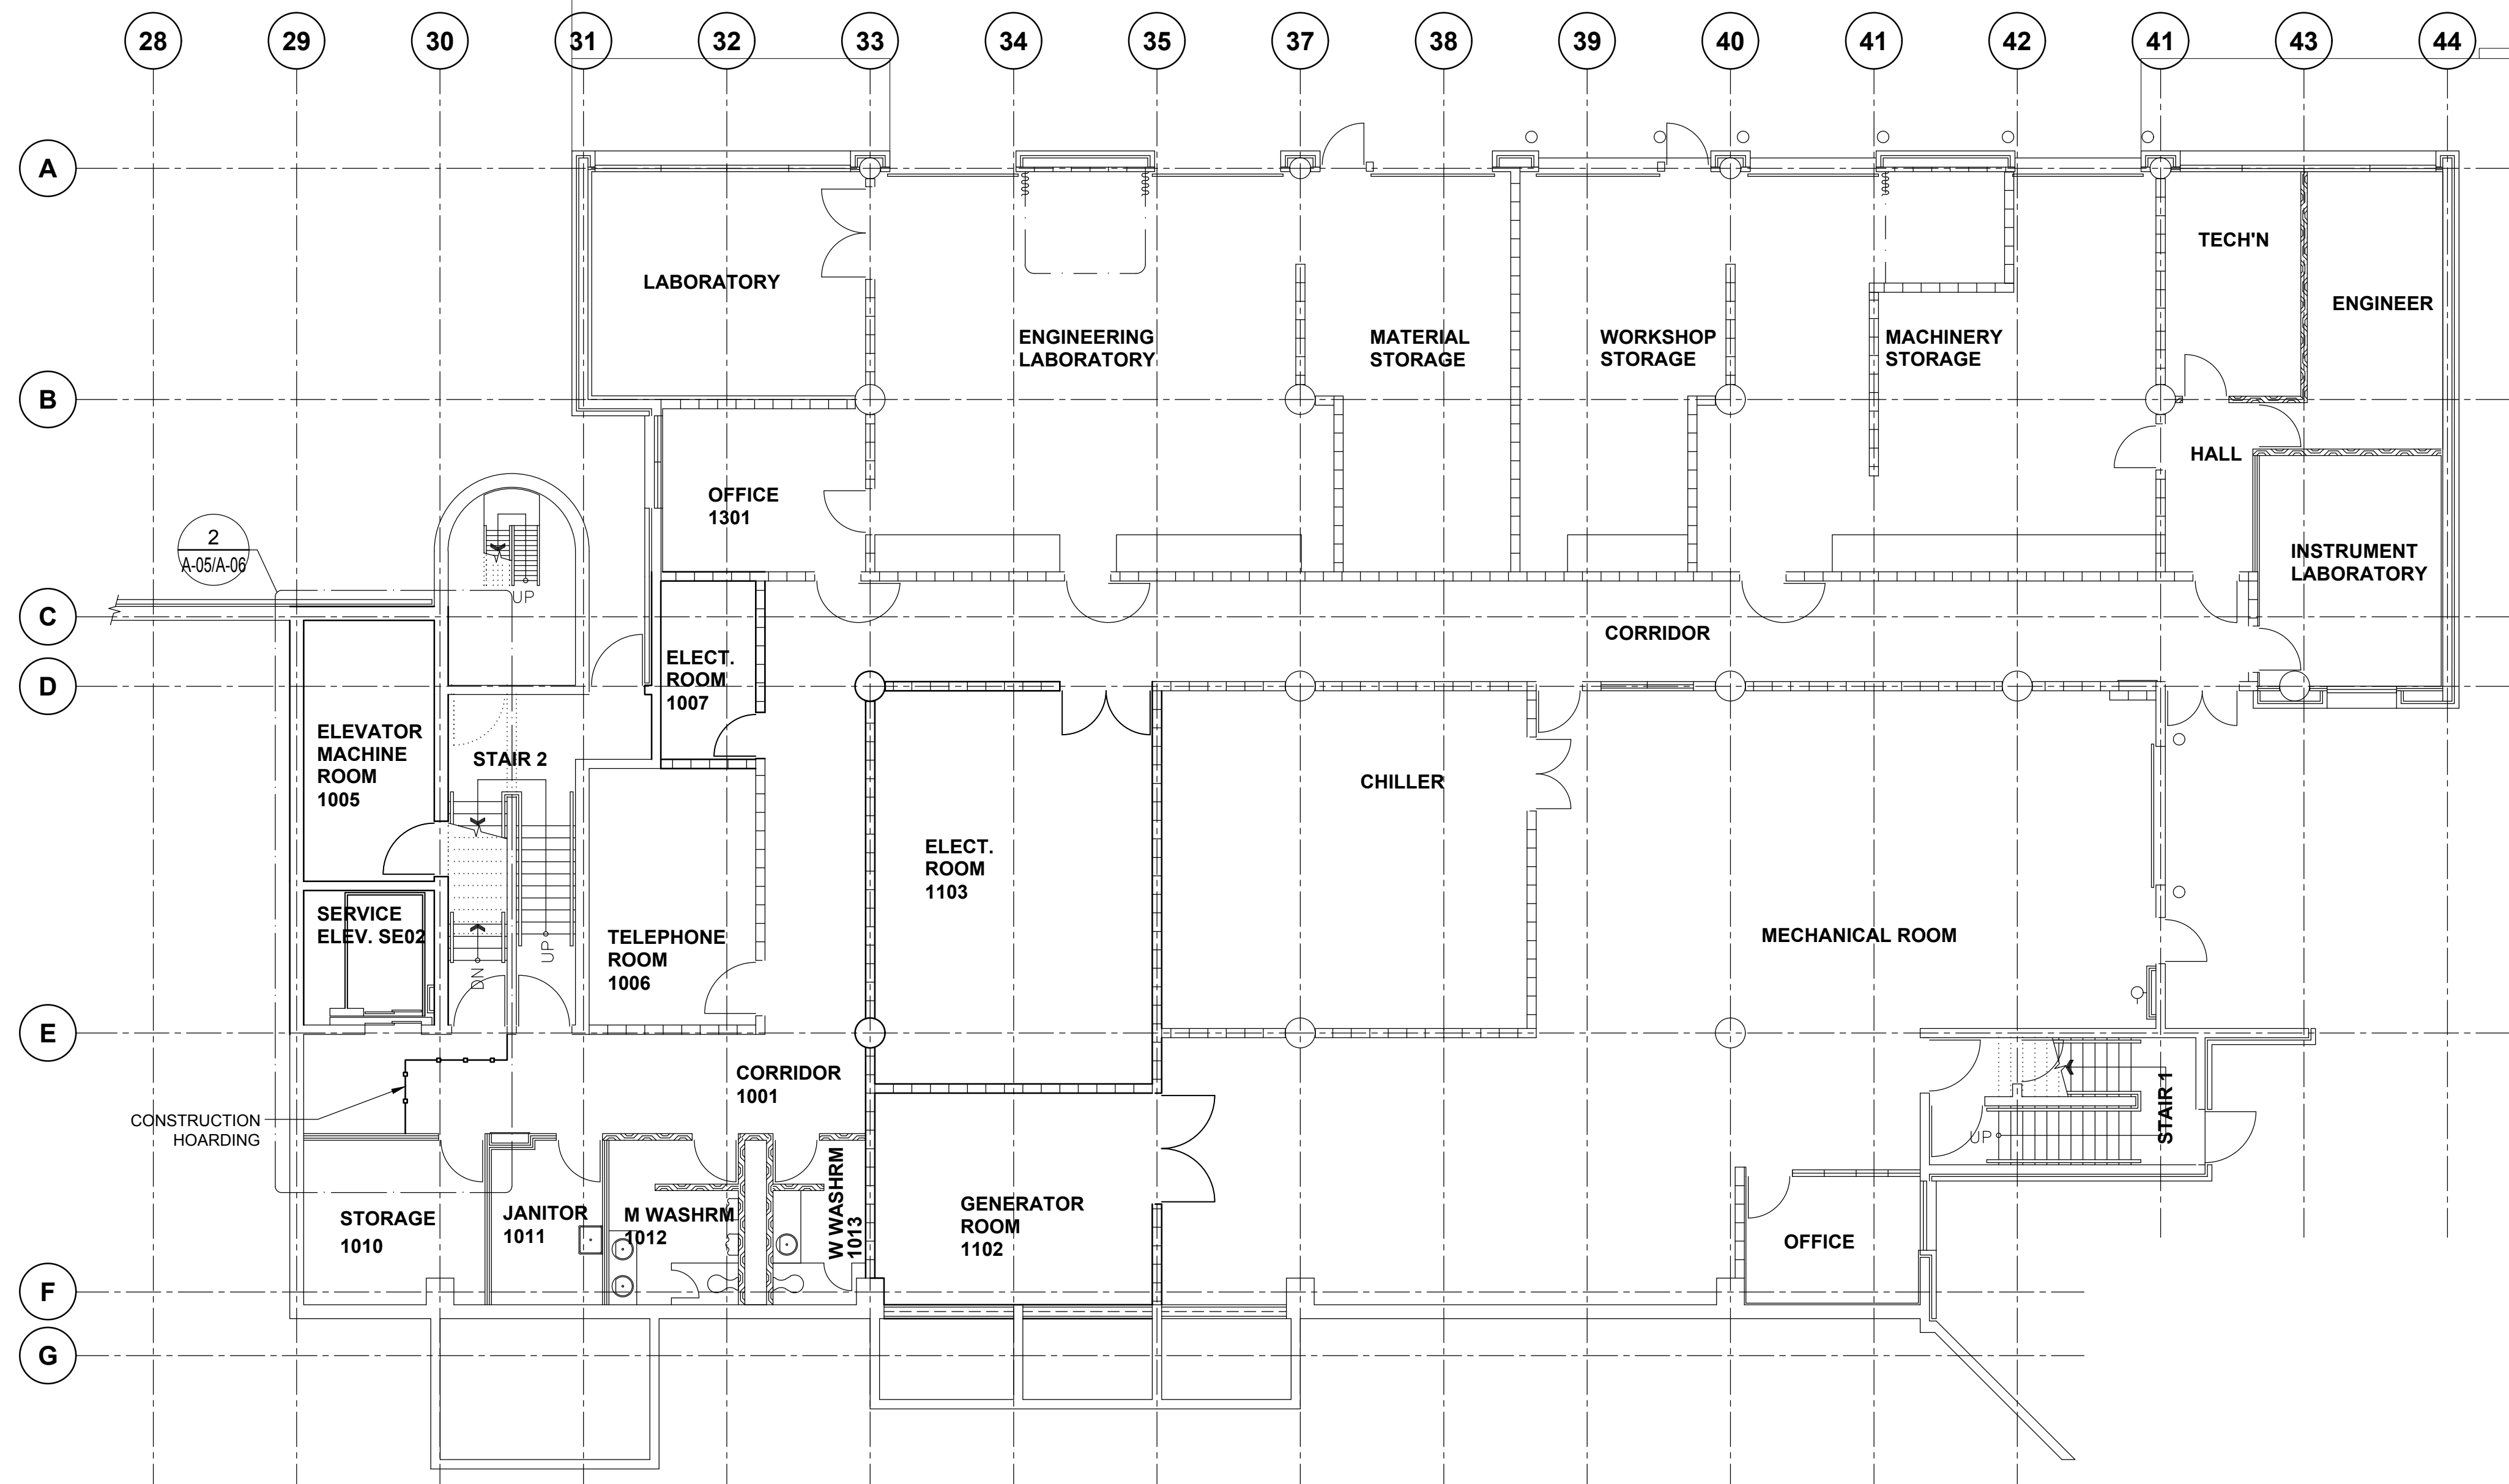 28
29
30
31
32
33
34
35
37
38
39
40
41
42
41
43
44
A
B
C
D
E
F
G
LABORATORY
ENGINEERING
LABORATORY
MATERIAL
STORAGE
WORKSHOP
STORAGE
MACHINERY
STORAGE
TECH'N
ENGINEER
HALL
OFFICE
1301
2
A-05/A-06
UP
INSTRUMENT
LABORATORY
CORRIDOR
ELECT.
ROOM
1007
ELEVATOR
MACHINE
ROOM
1005
STAIR 2
CHILLER
ELECT.
ROOM
1103
SERVICE
ELEV. SE02
DN
UP
TELEPHONE
ROOM
1006
MECHANICAL ROOM
CORRIDOR
1001
CONSTRUCTION
HOARDING
STAIR 1
UP
STORAGE
1010
JANITOR
1011
M WASHRM
1012
W WASHRM
1013
GENERATOR
ROOM
1102
OFFICE